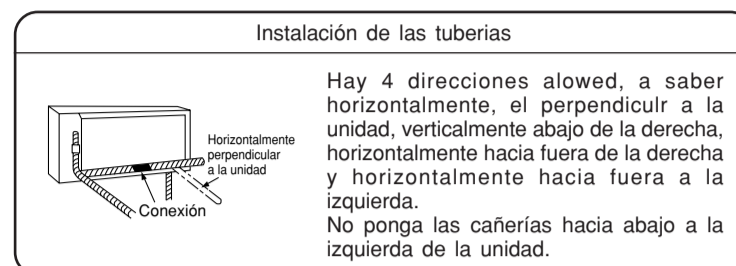 Instalación de las tuberias
Horizontalmente
perpendicular
a la unidad
Conexión
Hay 4 direcciones alowed, a saber
horizontalmente, el perpendiculr a la
unidad, verticalmente abajo de la derecha,
horizontalmente hacia fuera de la derecha
y horizontalmente hacia fuera a la
izquierda.
No ponga las cañerías hacia abajo a la
izquierda de la unidad.